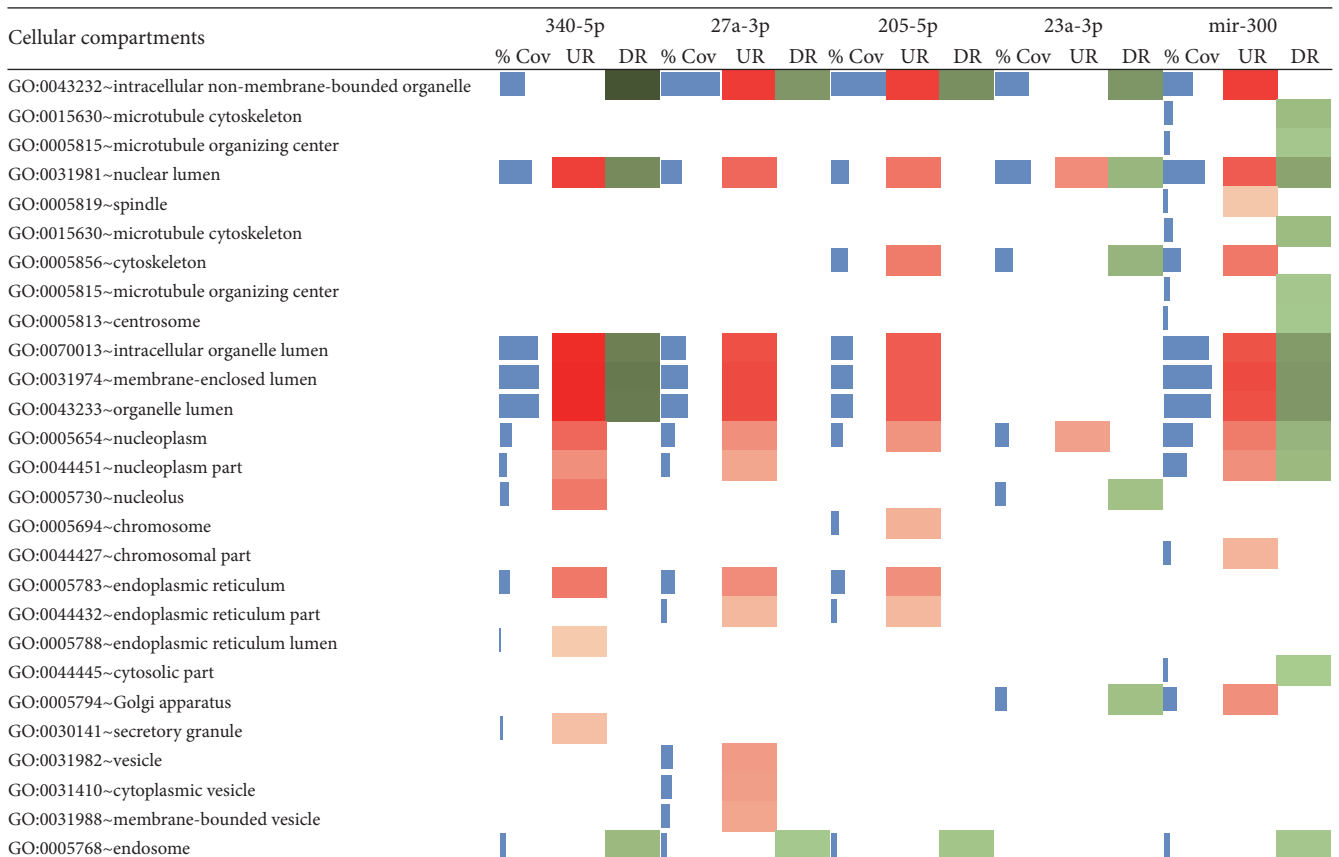 Cellular compartments 340-5p 27a-3p 205-5p 23a-3p mir-300
% Cov UR DR % Cov UR DR % Cov UR DR % Cov UR DR % Cov UR DR
GO:0043232~intracellular non-membrane-bounded organelle
GO:0015630~microtubule cytoskeleton
GO:0005815~microtubule organizing center
GO:0031981~nuclear lumen
GO:0005819~spindle
GO:0015630~microtubule cytoskeleton
GO:0005856~cytoskeleton
GO:0005815~microtubule organizing center
GO:0005813~centrosome
GO:0070013~intracellular organelle lumen
GO:0031974~membrane-enclosed lumen
GO:0043233~organelle lumen
GO:0005654~nucleoplasm
GO:0044451~nucleoplasm part
GO:0005730~nucleolus
GO:0005694~chromosome
GO:0044427~chromosomal part
GO:0005783~endoplasmic reticulum
GO:0044432~endoplasmic reticulum part
GO:0005788~endoplasmic reticulum lumen
GO:0044445~cytosolic part
GO:0005794~Golgi apparatus
GO:0030141~secretory granule
GO:0031982~vesicle
GO:0031410~cytoplasmic vesicle
GO:0031988~membrane-bounded vesicle
GO:0005768~endosome